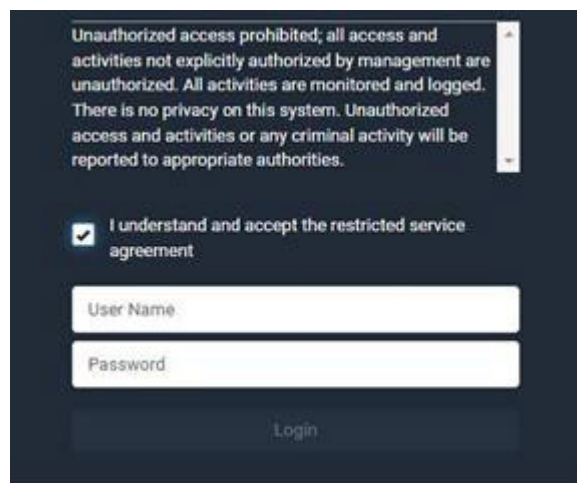 Unauthorized access prohibited; all access and
activities not explicitly authorized by management are
unauthorized. All activities are monitored and logged.
There is no privacy on this system. Unauthorized
access and activities or any criminal activity will be
reported to appropriate authorities.
I understand and accept the restricted service
agreement
User Name
Password
Login